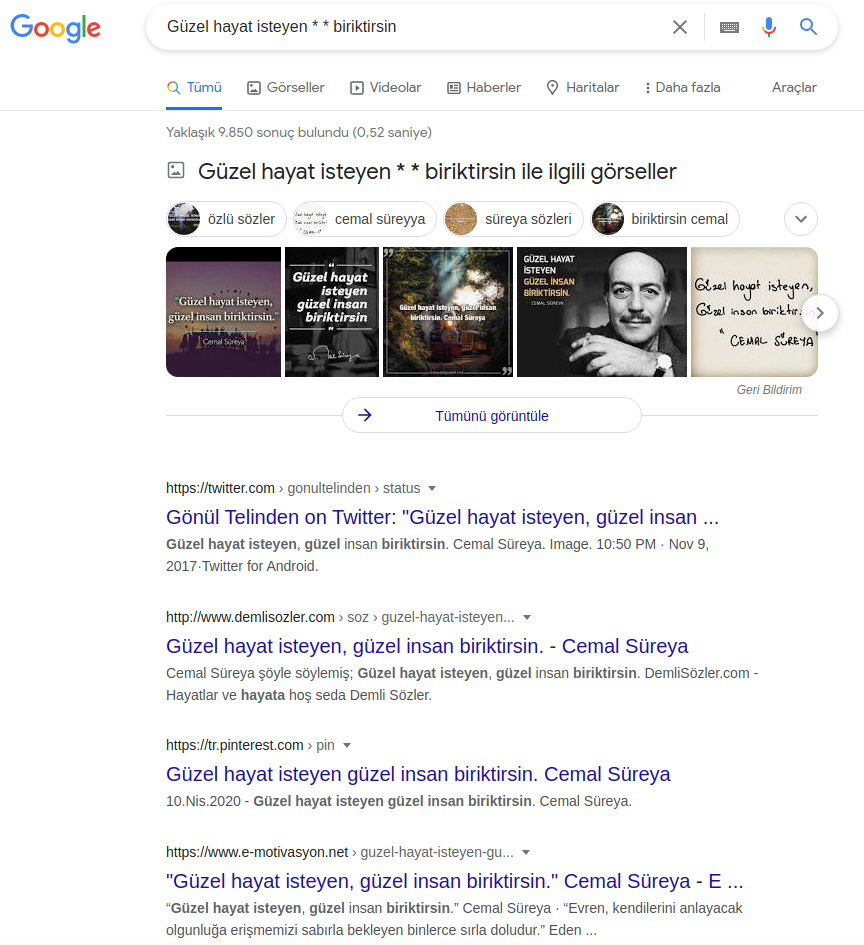 Google
Güzel hayat isteyen * * biriktirsin
Tümü Görseller Videolar Haberler Haritalar Daha fazla Araçlar
Yaklaşık 9.850 sonuç bulundu (0,52 saniye)
Güzel hayat isteyen * * biriktirsin ile ilgili görseller
özlü sözler cemal süreyya süreya sözleri biriktirsin cemal
"Güzel hayat isteyen,
güzel insan biriktirsin."
Cemal Süreya
Güzel hayat
isteyen
güzel insan
biriktirsin
Güzel hayat isteyen, güzel insan
biriktirsin. Cemal Süreya
GÜZEL HAYAT
İSTEYEN
GÜZEL İNSAN
BİRİKTİRSİN.
CEMAL SÜREYA
Güzel hayat isteyen,
Güzel insan biriktirsin
" CEMAL SÜREYA
Geri Bildirim
Tümünü görüntüle
https://twitter.com › gonultelinden › status
Gönül Telinden on Twitter: "Güzel hayat isteyen, güzel insan ...
Güzel hayat isteyen, güzel insan biriktirsin. Cemal Süreya. Image. 10:50 PM · Nov 9,
2017·Twitter for Android.
http://www.demlisozler.com › soz › guzel-hayat-isteyen...
Güzel hayat isteyen, güzel insan biriktirsin. - Cemal Süreya
Cemal Süreya şöyle söylemiş; Güzel hayat isteyen, güzel insan biriktirsin. DemliSözler.com -
Hayatlar ve hayata hoş seda Demli Sözler.
https://tr.pinterest.com › pin
Güzel hayat isteyen güzel insan biriktirsin. Cemal Süreya
10.Nis.2020 - Güzel hayat isteyen güzel insan biriktirsin. Cemal Süreya.
https://www.e-motivasyon.net › guzel-hayat-isteyen-gu...
"Güzel hayat isteyen, güzel insan biriktirsin." Cemal Süreya - E ...
“Güzel hayat isteyen, güzel insan biriktirsin.” Cemal Süreya · “Evren, kendilerini anlayacak
olgunluğa erişmemizi sabırla bekleyen binlerce sırla doludur.” Eden ...